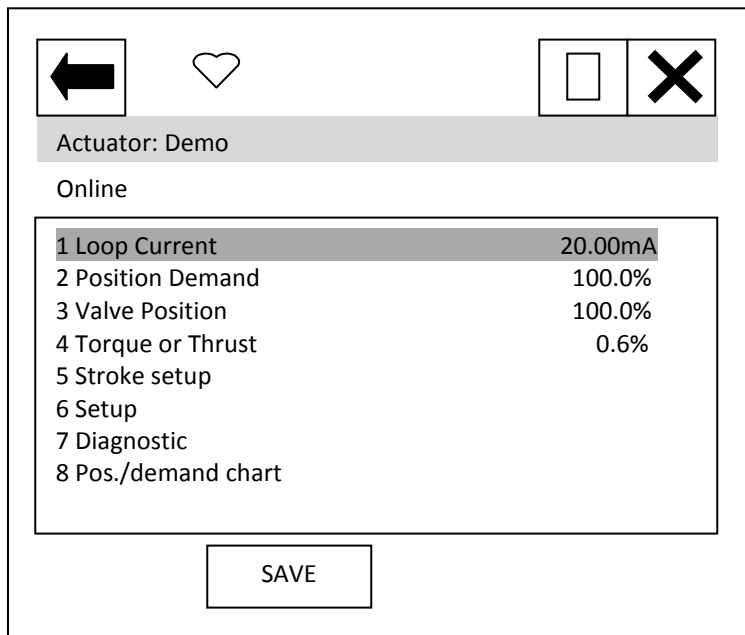 Actuator: Demo
Online
1 Loop Current 20.00mA
2 Position Demand 100.0%
3 Valve Position 100.0%
4 Torque or Thrust 0.6%
5 Stroke setup
6 Setup
7 Diagnostic
8 Pos./demand chart
SAVE